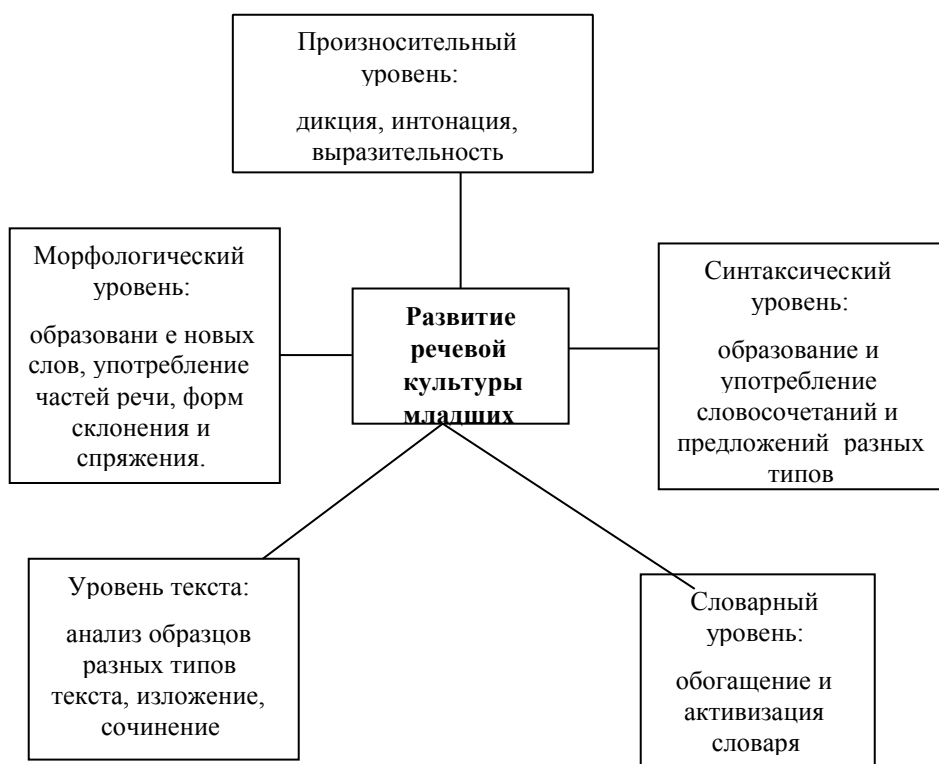 Произносительный
уровень:
дикция, интонация,
выразительность
Морфологический
уровень:
образовани е новых
слов, употребление
частей речи, форм
склонения и
спряжения.
Развитие
речевой
культуры
младших
Синтаксический
уровень:
образование и
употребление
словосочетаний и
предложений разных
типов
Уровень текста:
анализ образцов
разных типов
текста, изложение,
сочинение
Словарный
уровень:
обогащение и
активизация
словаря